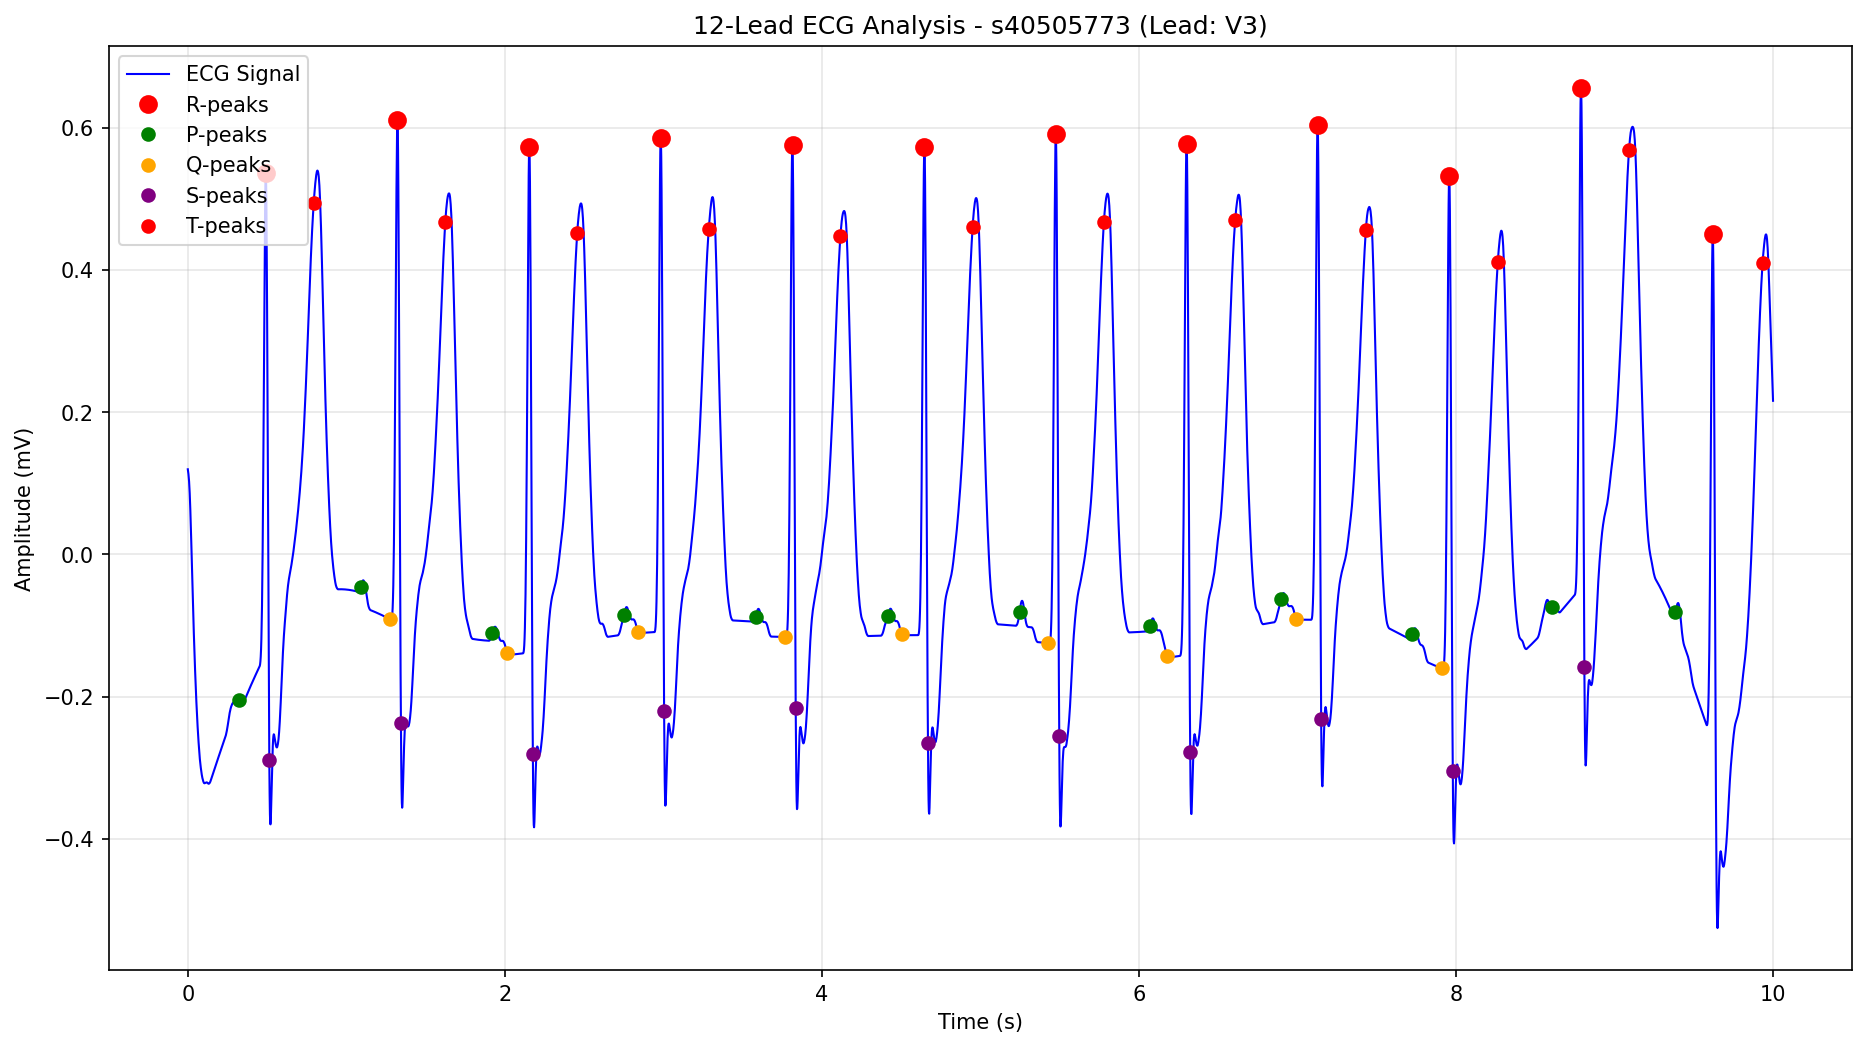 12-Lead ECG Analysis - s40505773 (Lead: V3)
ECG Signal
R-peaks
P-peaks
Q-peaks
S-peaks
T-peaks
Amplitude (mV)
0.6
0.4
0.2
0.0
−0.2
−0.4
0 2 4 6 8 10
Time (s)